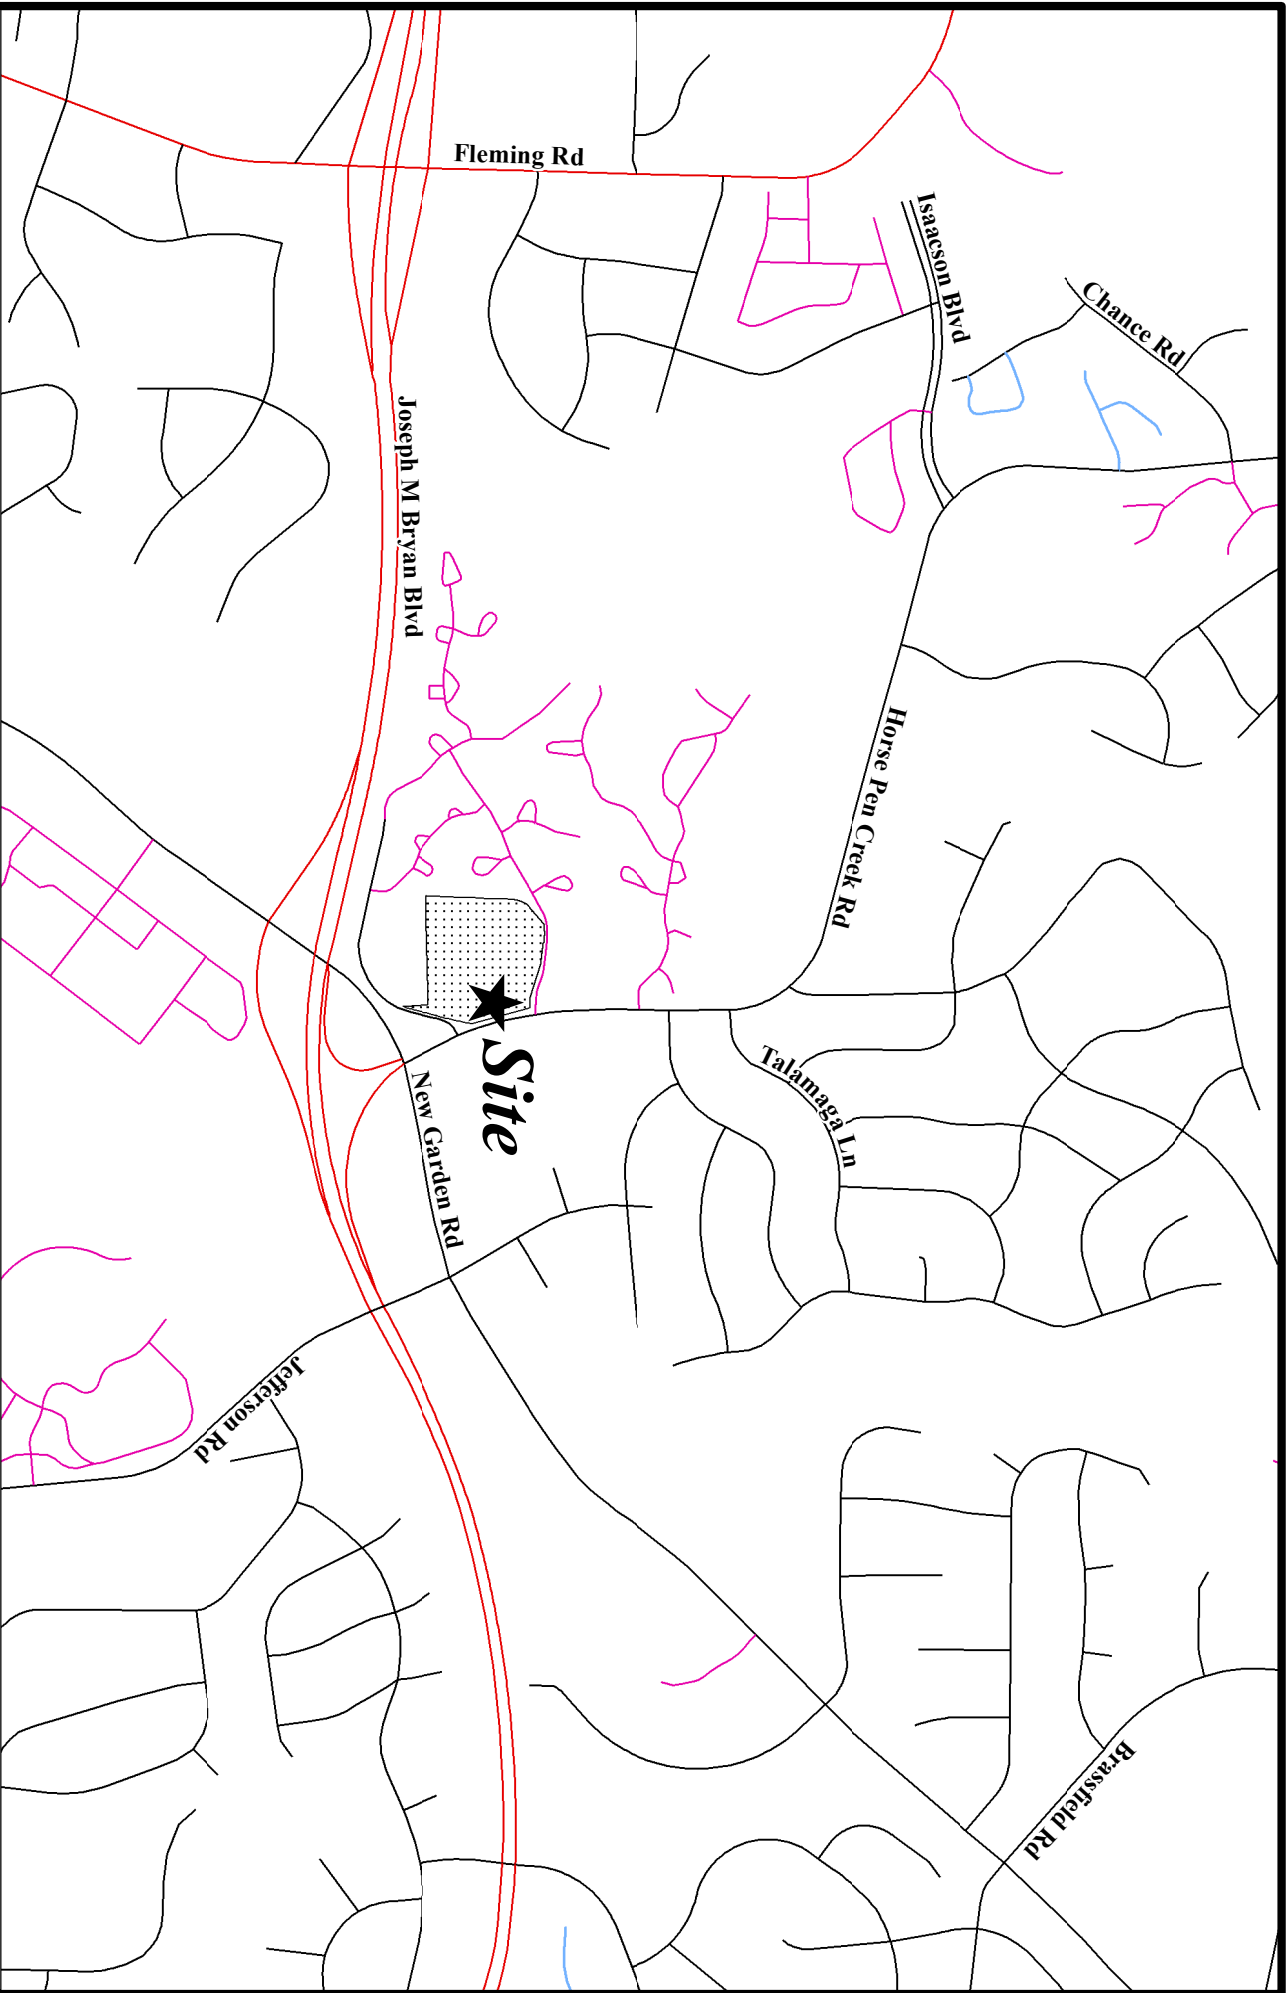 Fleming Rd
Isaacson Blvd
Chance Rd
Joseph M Bryan Blvd
Horse Pen Creek Rd
Site
Talamaga Ln
New Garden Rd
Jefferson Rd
Brassfield Rd